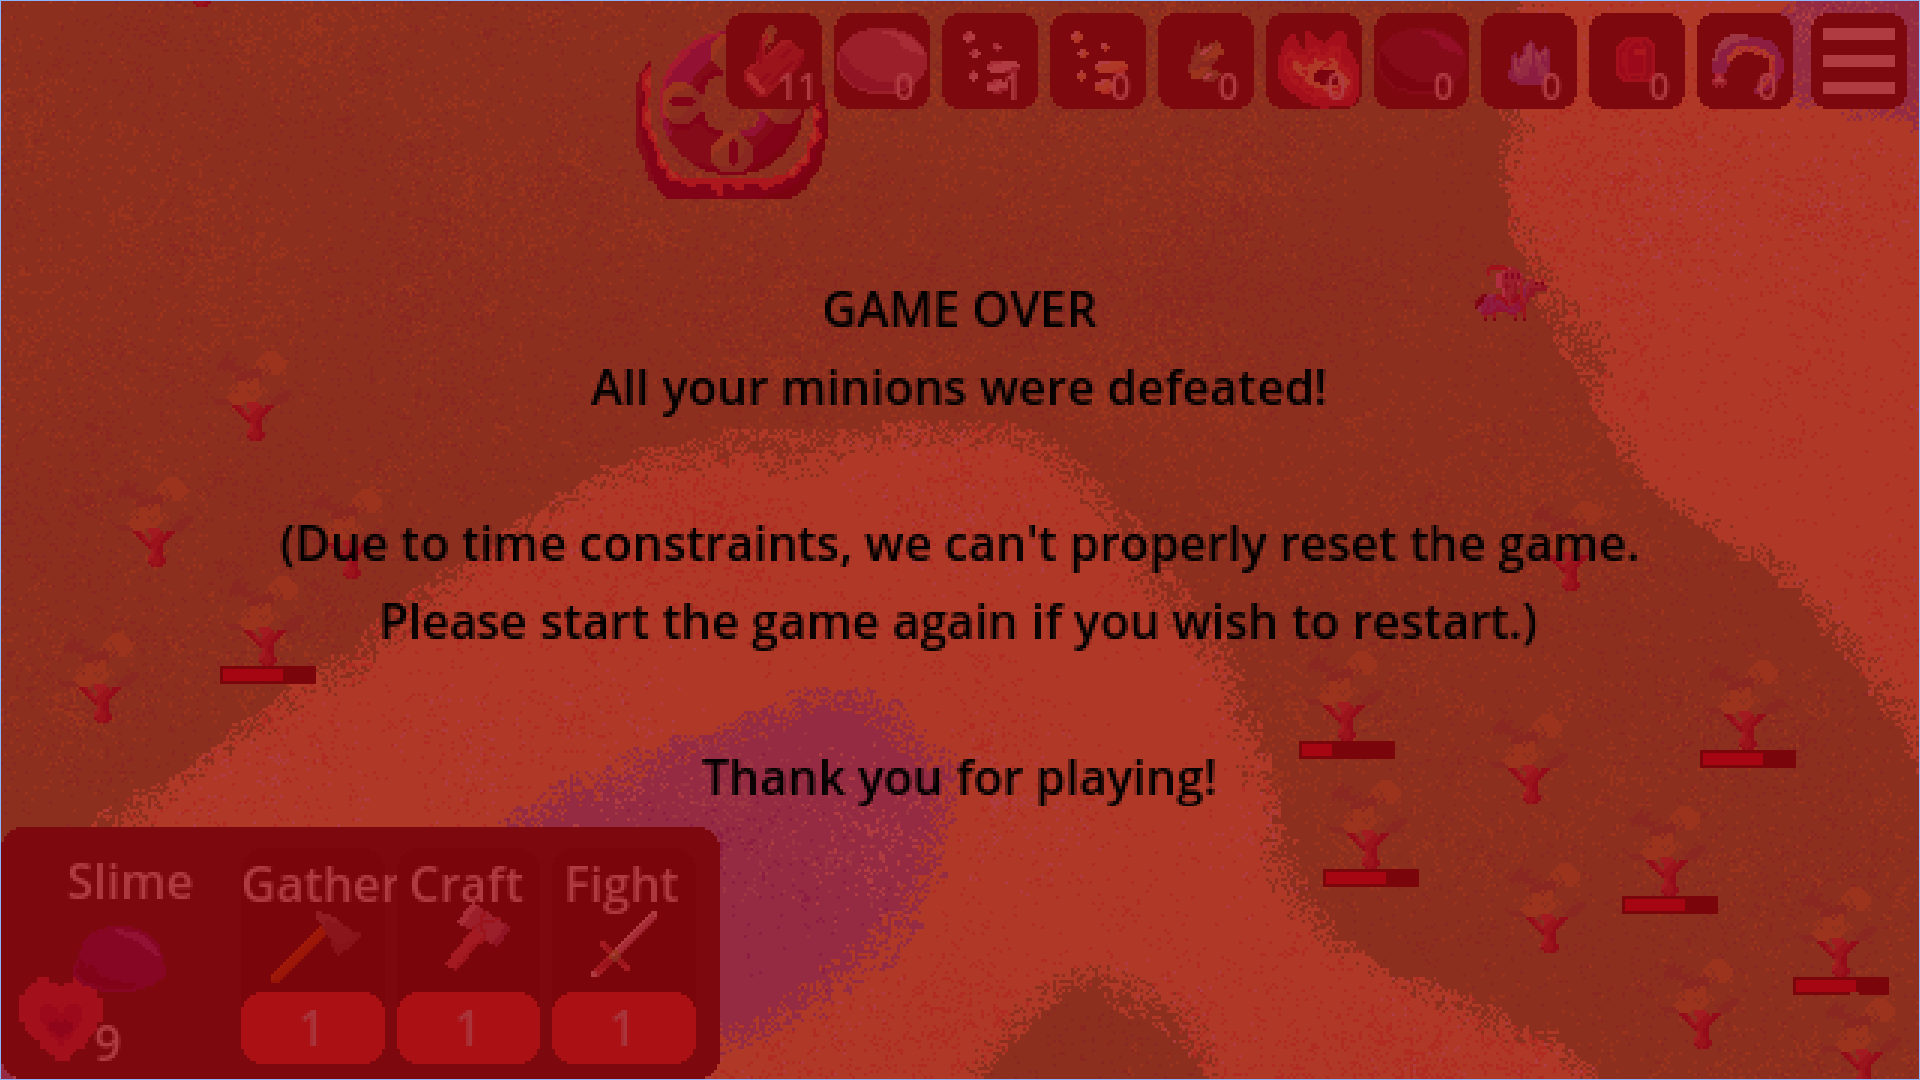 11 0 1 0 0 0 0 0 0 0
GAME OVER
All your minions were defeated!
(Due to time constraints, we can't properly reset the game.
Please start the game again if you wish to restart.)
Thank you for playing!
Slime Gather Craft Fight
9 1 1 1